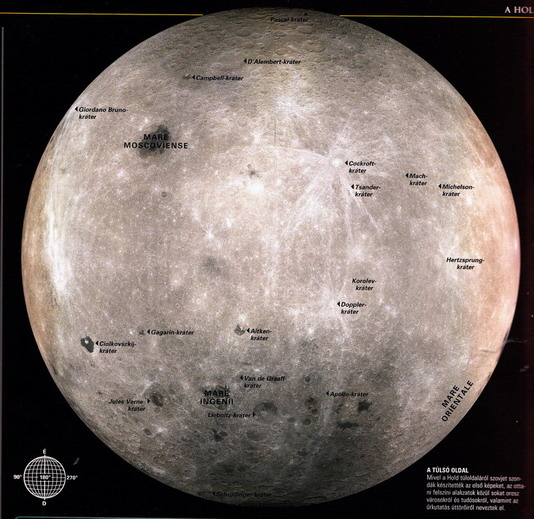 A HOL
Pascal-kráter
D'Alembert-kráter
Campbell-kráter
Giordano Bruno-
kráter
MARE
MOSCOVIENSE
Cockroft-
kráter
Mach-
kráter
Tsander-
kráter
Michelson-
kráter
Hertzsprung-
kráter
Korolev-
kráter
Doppler-
kráter
Gagarin-kráter
Aitken-
kráter
Ciolkovszkij-
kráter
Van de Graaff-
kráter
MARE
INGENII
Apollo-kráter
Jules Verne-
kráter
Leibnitz-kráter
MARE
ORIENTALE
Schrödinger-kráter
É
90°
180°
270°
D
A TÚLSÓ OLDAL
Mivel a Hold túloldaláról szovjet szon-
dák készítették az első képeket, az otta-
ni felszíni alakzatok közül sokat orosz
városokról és tudósokról, valamint az
űrkutatás úttörőiről neveztek el.